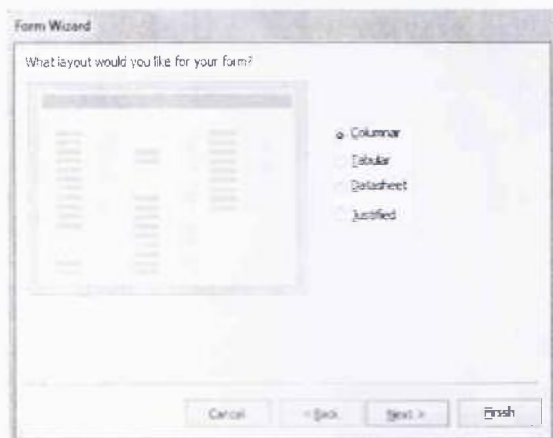 Form Wizard
What layout would you like for your form?
Columnar
Tabular
Datasheet
Justified
Cancel
< Back
Next >
Finish